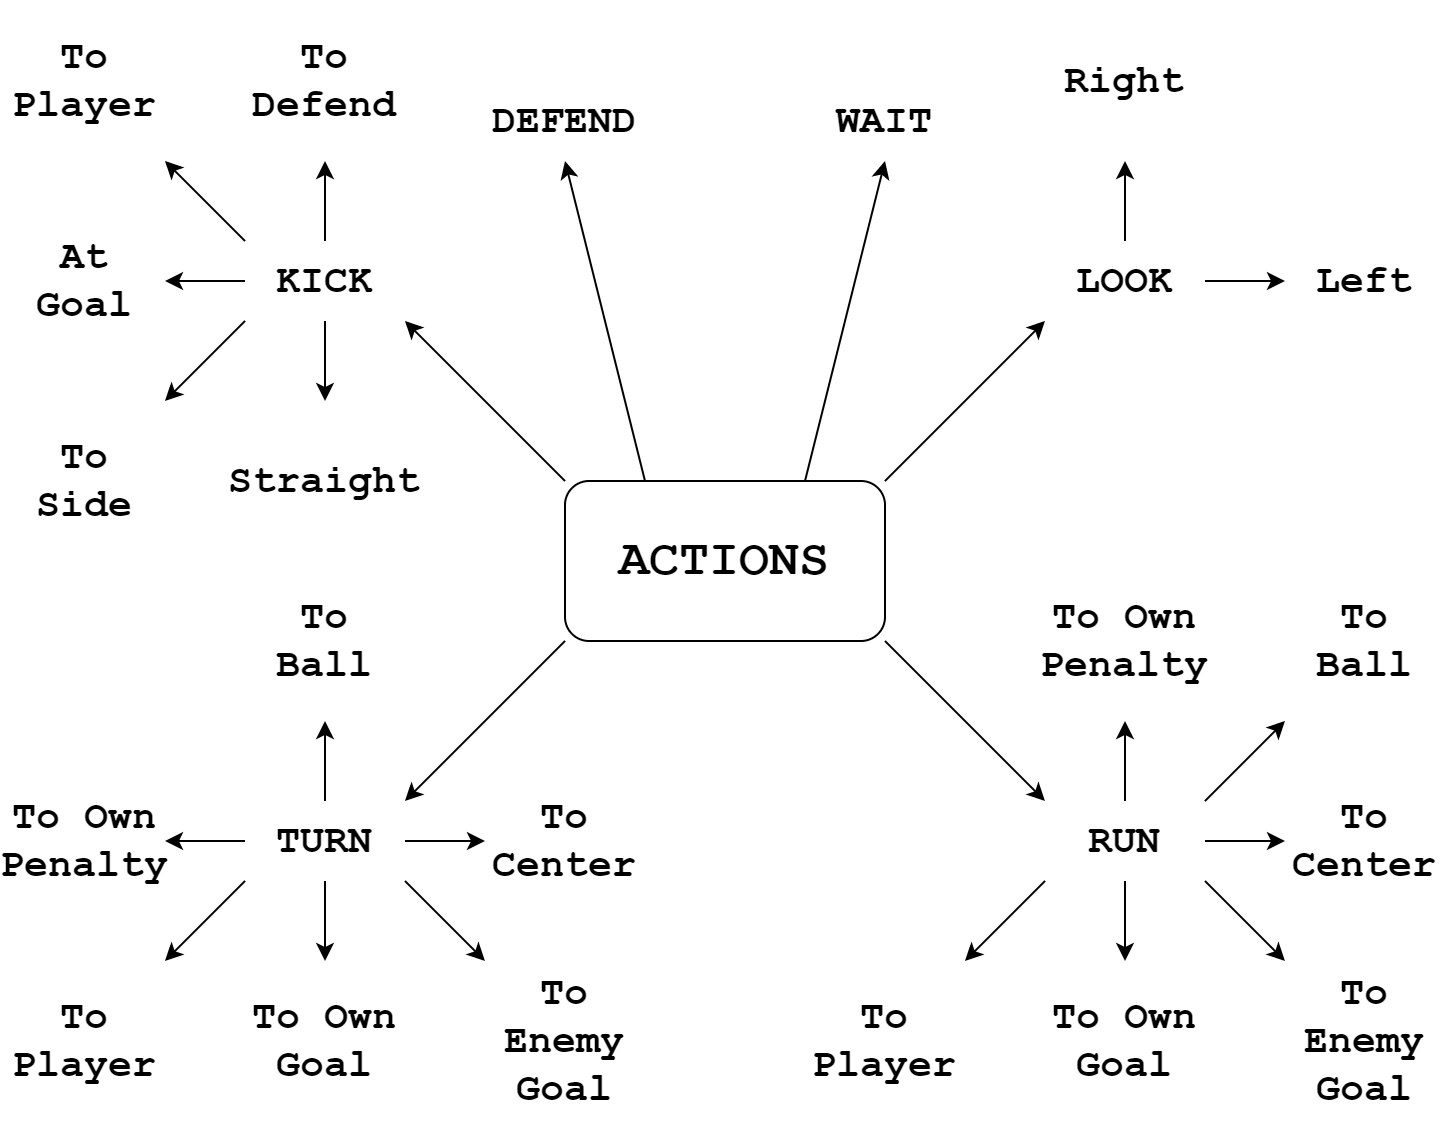 To
Player
To
Defend
DEFEND
WAIT
Right
At
Goal
KICK
LOOK
Left
To
Side
Straight
ACTIONS
To
Ball
To Own
Penalty
To
Ball
To Own
Penalty
TURN
To
Center
RUN
To
Center
To
Player
To Own
Goal
To
Enemy
Goal
To
Player
To Own
Goal
To
Enemy
Goal